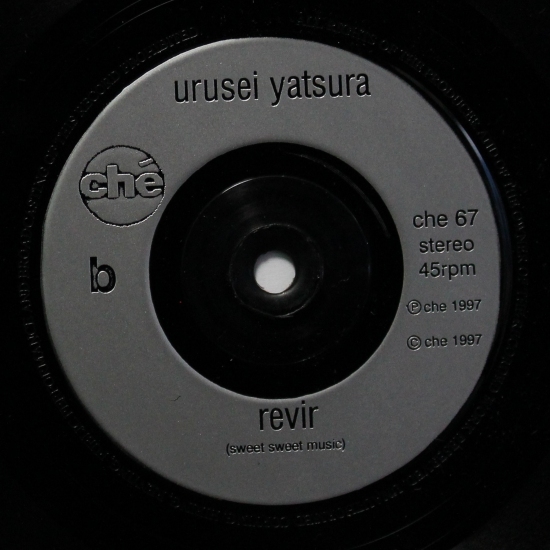 urusei yatsura
ché
che 67
stereo
45rpm
b
℗ che 1997
© che 1997
revir
(sweet sweet music)